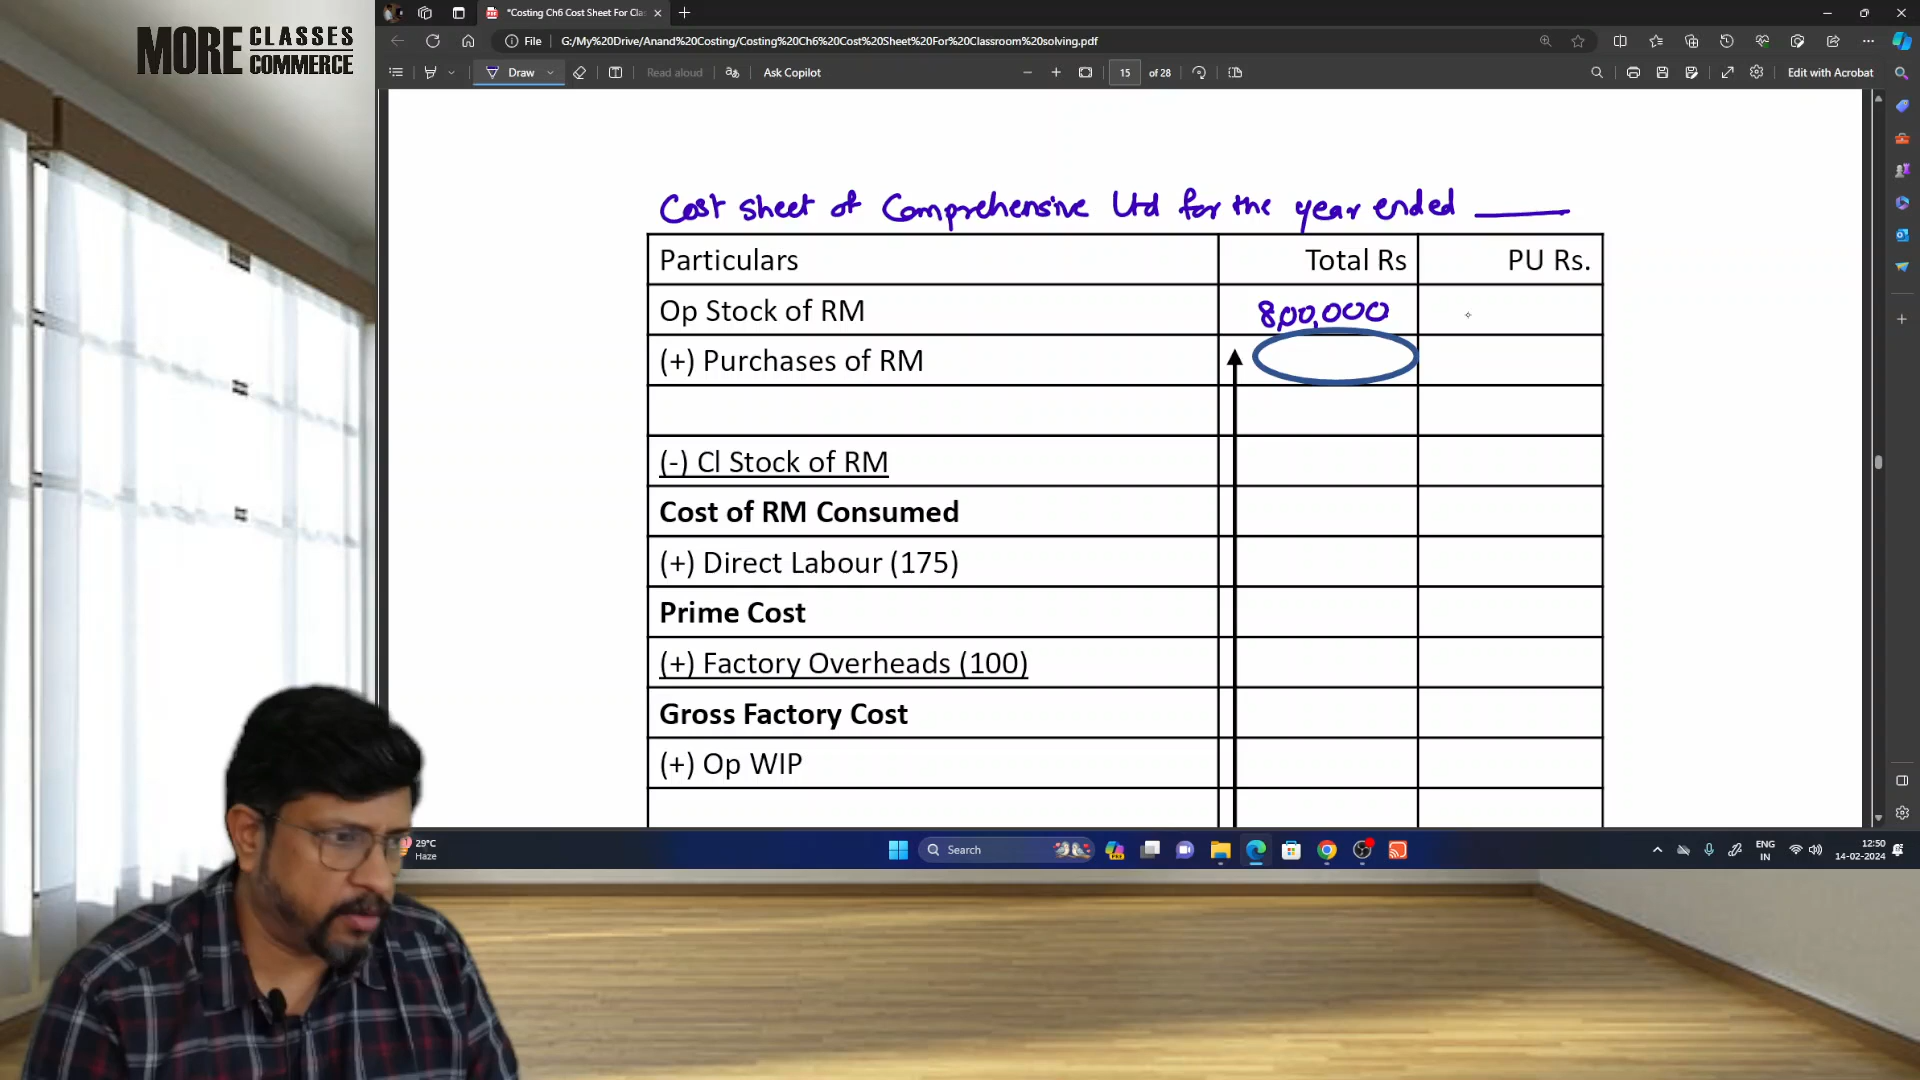 MORE CLASSES COMMERCE
*Costing Ch6 Cost Sheet For Cla
File G:/My%20Drive/Anand%20Costing/Costing%20Ch6%20Cost%20Sheet%20For%20Classroom%20solving.pdf
Draw Read aloud Ask Copilot 15 of 28 Edit with Acrobat
Cost sheet of Comprehensive Ltd for the year ended
Particulars Total Rs PU Rs.
Op Stock of RM 8,00,000
(+) Purchases of RM
(-) Cl Stock of RM
Cost of RM Consumed
(+) Direct Labour (175)
Prime Cost
(+) Factory Overheads (100)
Gross Factory Cost
(+) Op WIP
29°C
Haze
Search
ENG
IN
12:50
14-02-2024